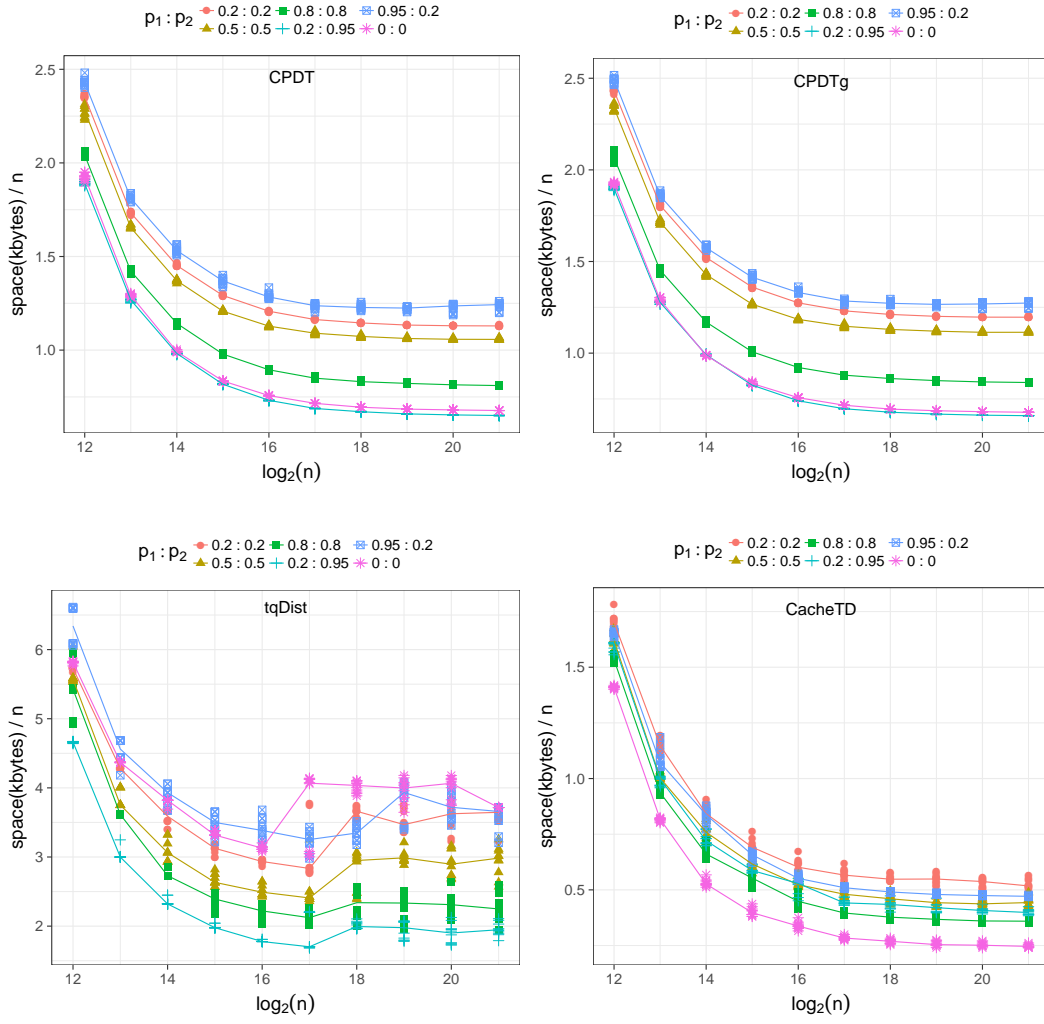 p₁ : p₂ 0.2 : 0.2 0.8 : 0.8 0.95 : 0.2
0.5 : 0.5 0.2 : 0.95 0 : 0
CPDT
2.5
2.0
1.5
1.0
space(kbytes) / n
12 14 16 18 20
log₂(n)
p₁ : p₂ 0.2 : 0.2 0.8 : 0.8 0.95 : 0.2
0.5 : 0.5 0.2 : 0.95 0 : 0
CPDTg
2.5
2.0
1.5
1.0
space(kbytes) / n
12 14 16 18 20
log₂(n)
p₁ : p₂ 0.2 : 0.2 0.8 : 0.8 0.95 : 0.2
0.5 : 0.5 0.2 : 0.95 0 : 0
tqDist
6
5
4
3
2
space(kbytes) / n
12 14 16 18 20
log₂(n)
p₁ : p₂ 0.2 : 0.2 0.8 : 0.8 0.95 : 0.2
0.5 : 0.5 0.2 : 0.95 0 : 0
CacheTD
1.5
1.0
0.5
space(kbytes) / n
12 14 16 18 20
log₂(n)